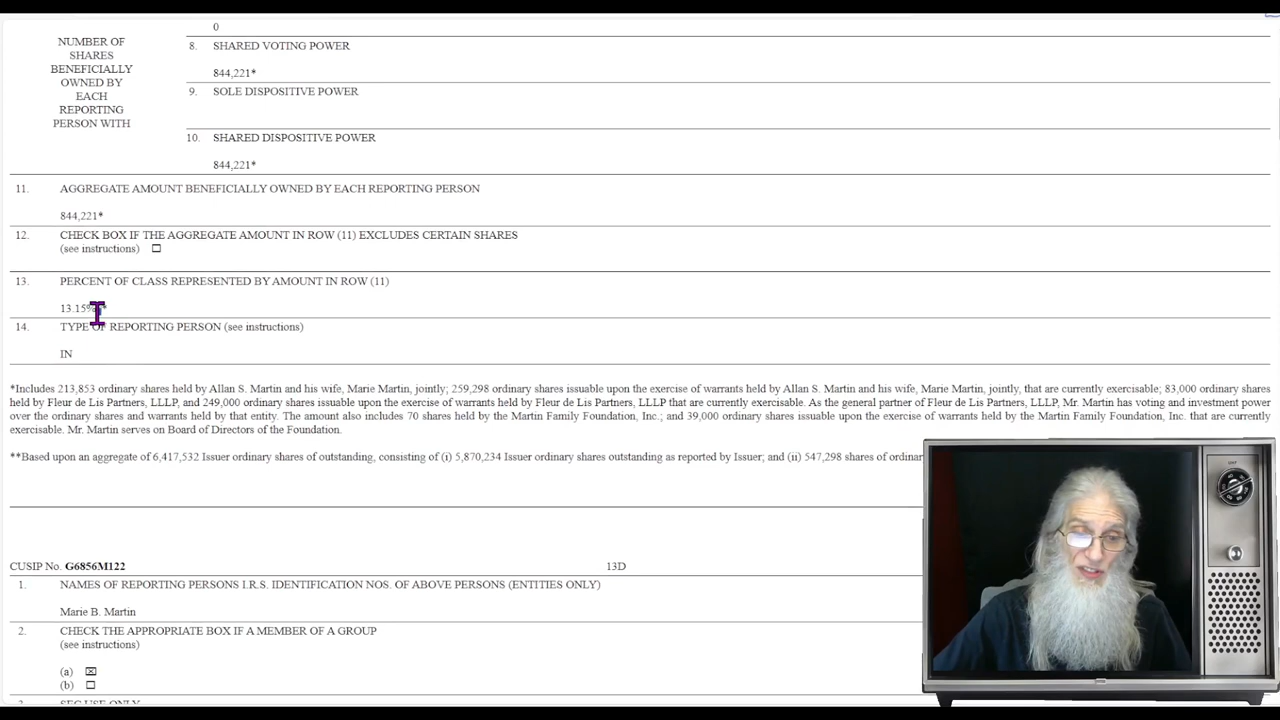 0
NUMBER OF
SHARES
BENEFICIALLY
OWNED BY
EACH
REPORTING
PERSON WITH
8. SHARED VOTING POWER
844,221*
9. SOLE DISPOSITIVE POWER
10. SHARED DISPOSITIVE POWER
844,221*
11. AGGREGATE AMOUNT BENEFICIALLY OWNED BY EACH REPORTING PERSON
844,221*
12. CHECK BOX IF THE AGGREGATE AMOUNT IN ROW (11) EXCLUDES CERTAIN SHARES
(see instructions) ☐
13. PERCENT OF CLASS REPRESENTED BY AMOUNT IN ROW (11)
13.15%
14. TYPE OF REPORTING PERSON (see instructions)
IN
*Includes 213,853 ordinary shares held by Allan S. Martin and his wife, Marie Martin, jointly; 259,298 ordinary shares issuable upon the exercise of warrants held by Allan S. Martin and his wife, Marie Martin, jointly, that are currently exercisable; 83,000 ordinary shares
held by Fleur de Lis Partners, LLLP, and 249,000 ordinary shares issuable upon the exercise of warrants held by Fleur de Lis Partners, LLLP that are currently exercisable. As the general partner of Fleur de Lis Partners, LLLP, Mr. Martin has voting and investment power
over the ordinary shares and warrants held by that entity. The amount also includes 70 shares held by the Martin Family Foundation, Inc.; and 39,000 ordinary shares issuable upon the exercise of warrants held by the Martin Family Foundation, Inc. that are currently
exercisable. Mr. Martin serves on Board of Directors of the Foundation.
**Based upon an aggregate of 6,417,532 Issuer ordinary shares of outstanding, consisting of (i) 5,870,234 Issuer ordinary shares outstanding as reported by Issuer; and (ii) 547,298 shares of
CUSIP No. G6856M122 13D
1. NAMES OF REPORTING PERSONS I.R.S. IDENTIFICATION NOS. OF ABOVE PERSONS (ENTITIES ONLY)
Marie B. Martin
2. CHECK THE APPROPRIATE BOX IF A MEMBER OF A GROUP
(see instructions)
(a) ☒
(b) ☐
SEC USE ONLY